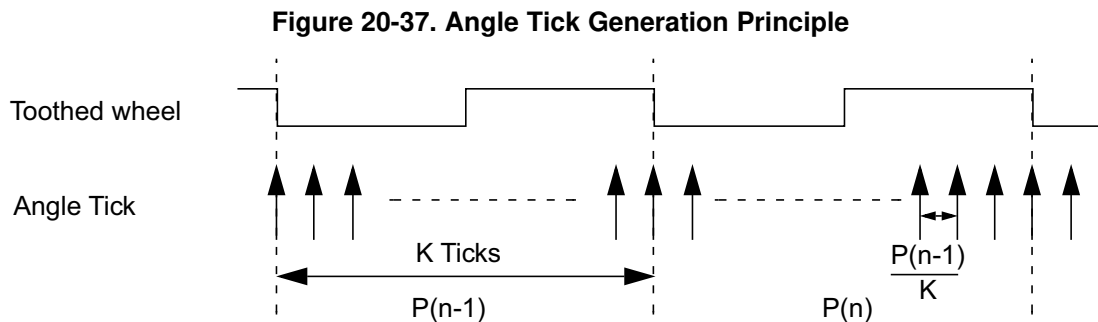 Figure 20-37. Angle Tick Generation Principle
Toothed wheel
Angle Tick
K Ticks
P(n-1)
P(n-1)
K
P(n)